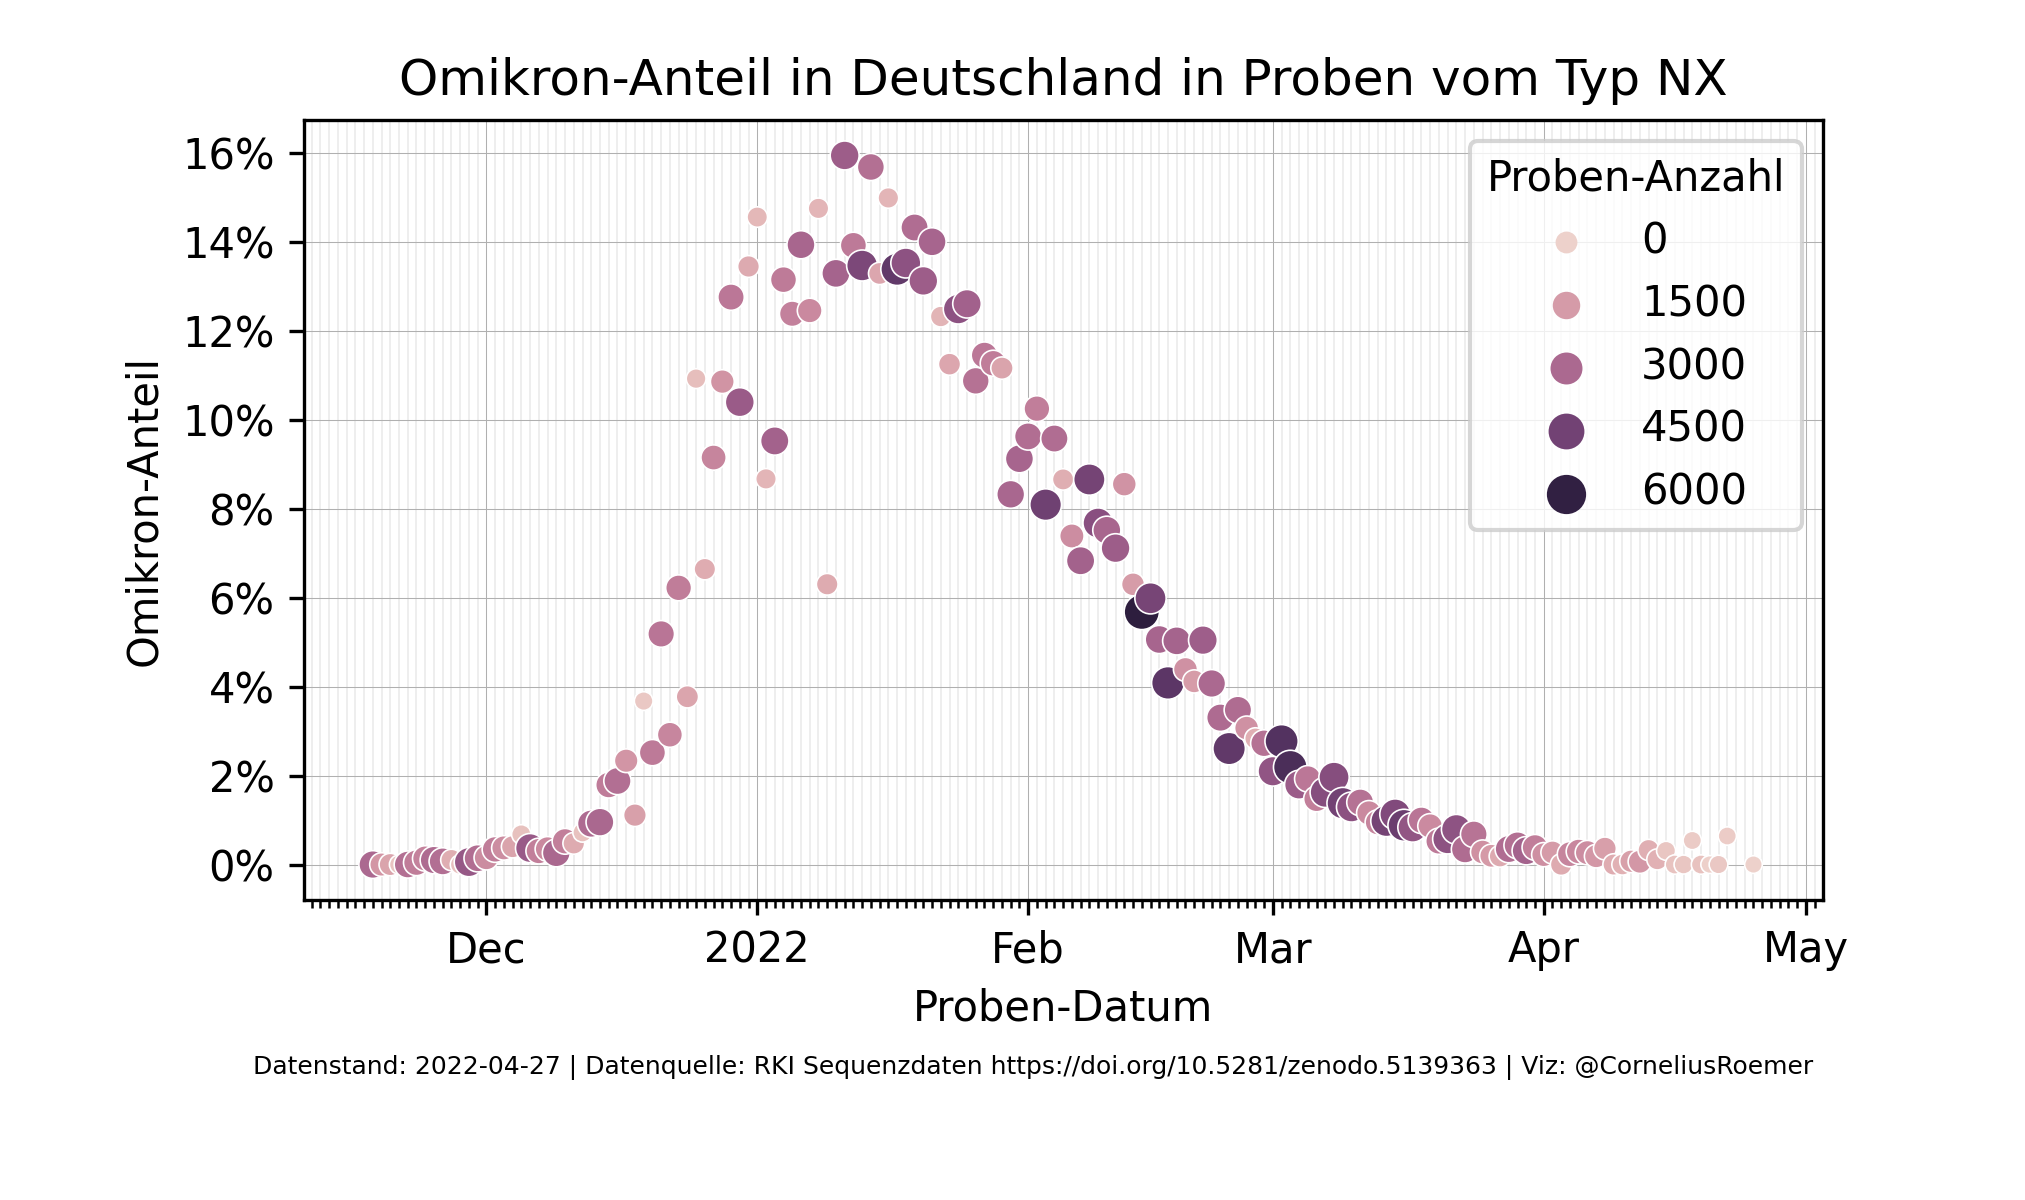 Omikron-Anteil in Deutschland in Proben vom Typ NX
Proben-Anzahl
0
1500
3000
4500
6000
16%
14%
12%
10%
8%
6%
4%
2%
0%
Omikron-Anteil
Dec 2022 Feb Mar Apr May
Proben-Datum
Datenstand: 2022-04-27 | Datenquelle: RKI Sequenzdaten https://doi.org/10.5281/zenodo.5139363 | Viz: @CorneliusRoemer